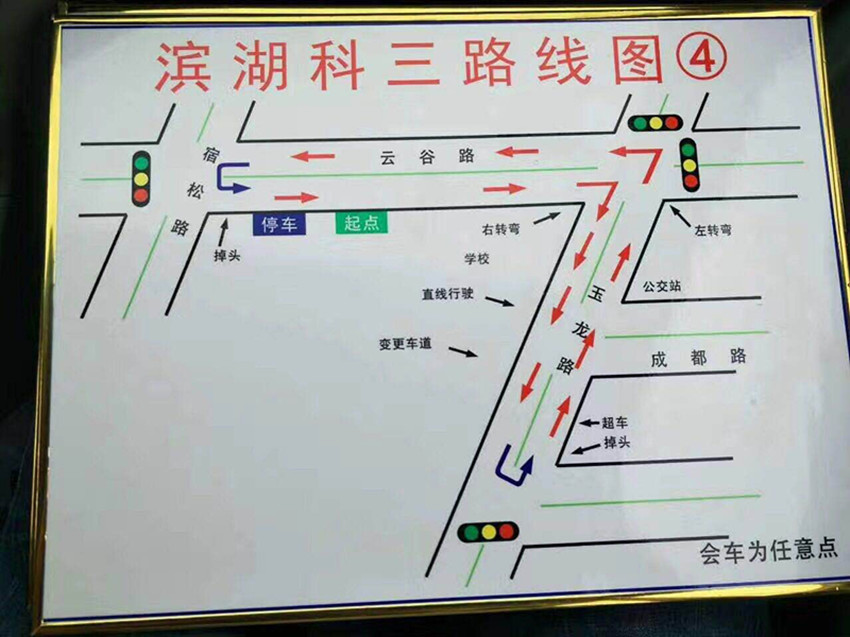 滨湖科三路线图④
宿松路
云谷路
停车
起点
掉头
右转弯
左转弯
学校
公交站
直线行驶
玉龙路
变更车道
成都路
超车
掉头
会车为任意点